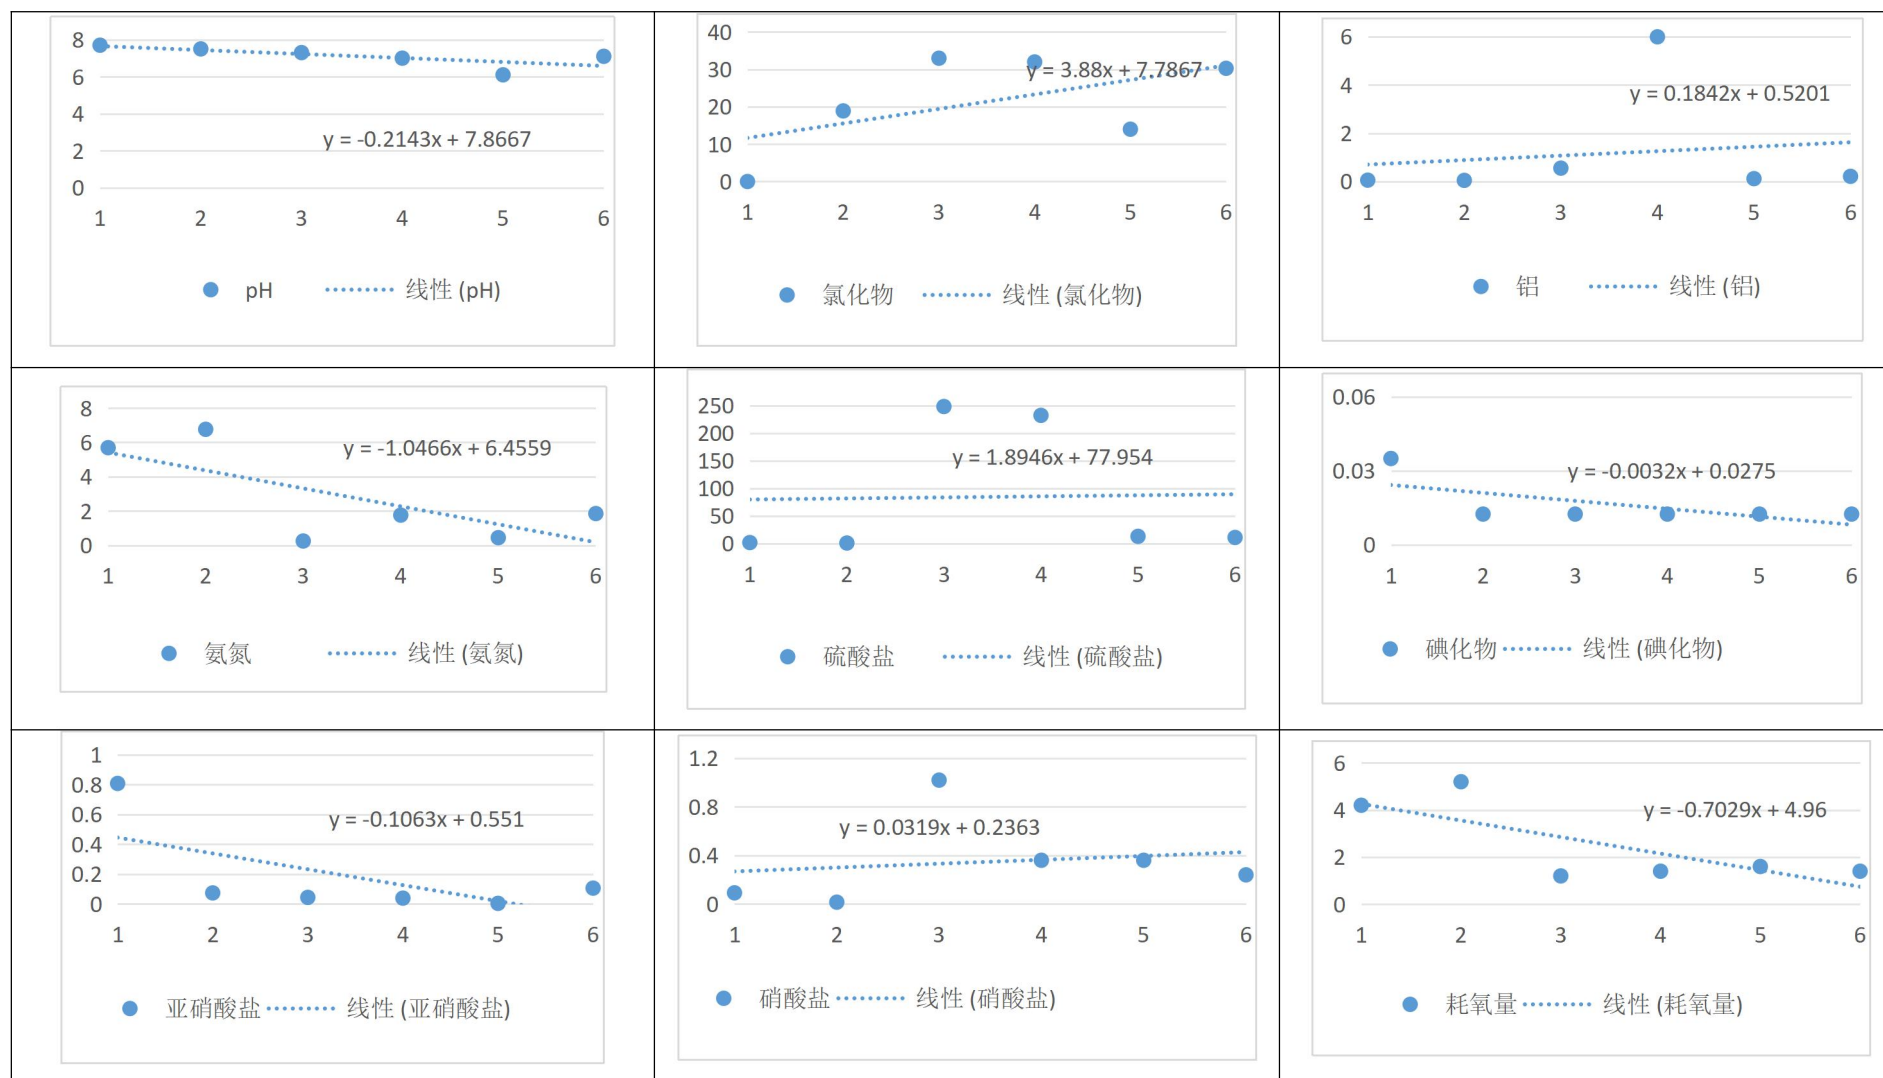 8
6
4
2
0
y = -0.2143x + 7.8667
1 2 3 4 5 6
pH 线性 (pH)
40
30
20
10
0
y = 3.88x + 7.7867
1 2 3 4 5 6
氯化物 线性 (氯化物)
6
4
2
0
y = 0.1842x + 0.5201
1 2 3 4 5 6
铝 线性 (铝)
8
6
4
2
0
y = -1.0466x + 6.4559
1 2 3 4 5 6
氨氮 线性 (氨氮)
250
200
150
100
50
0
y = 1.8946x + 77.954
1 2 3 4 5 6
硫酸盐 线性 (硫酸盐)
0.06
0.03
0
y = -0.0032x + 0.0275
1 2 3 4 5 6
碘化物 线性 (碘化物)
1
0.8
0.6
0.4
0.2
0
y = -0.1063x + 0.551
1 2 3 4 5 6
亚硝酸盐 线性 (亚硝酸盐)
1.2
0.8
0.4
0
y = 0.0319x + 0.2363
1 2 3 4 5 6
硝酸盐 线性 (硝酸盐)
6
4
2
0
y = -0.7029x + 4.96
1 2 3 4 5 6
耗氧量 线性 (耗氧量)